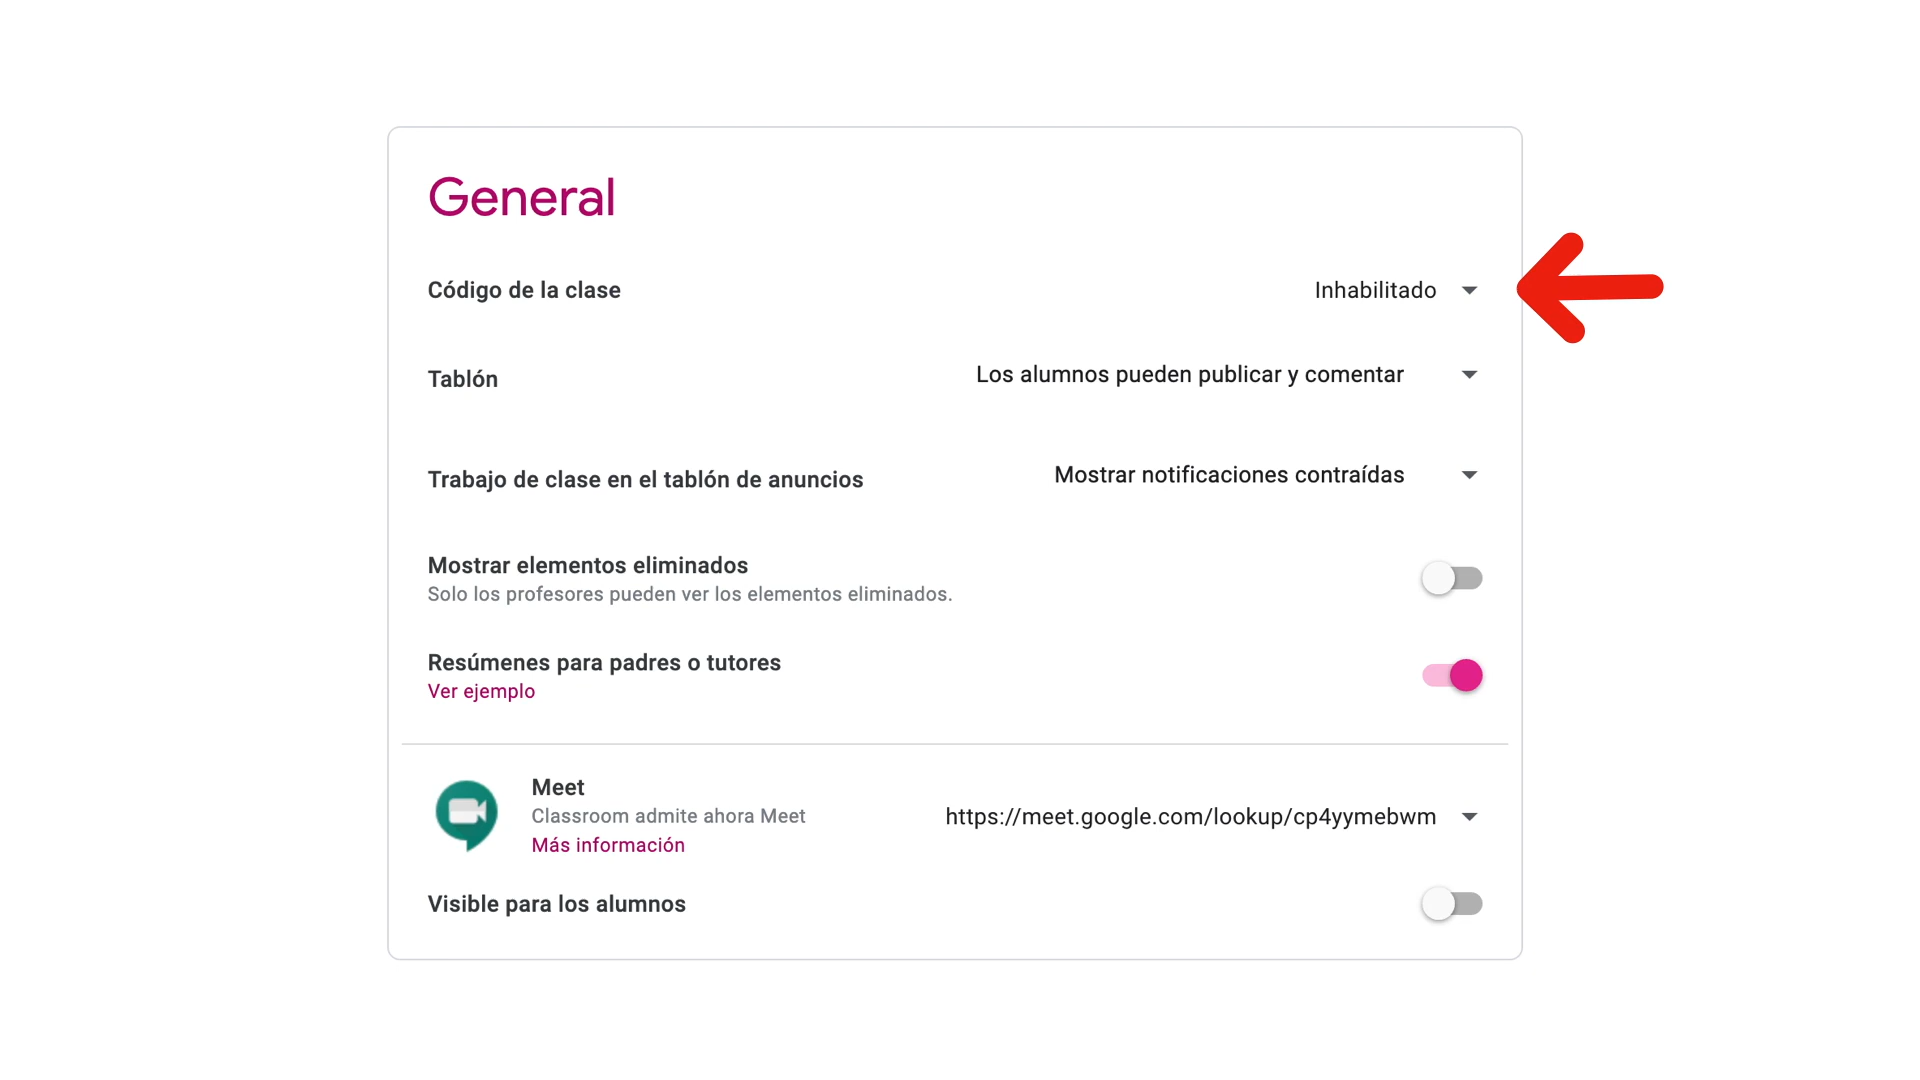 General
Código de la clase
Inhabilitado
Tablón
Los alumnos pueden publicar y comentar
Trabajo de clase en el tablón de anuncios
Mostrar notificaciones contraídas
Mostrar elementos eliminados
Solo los profesores pueden ver los elementos eliminados.
Resúmenes para padres o tutores
Ver ejemplo
Meet
Classroom admite ahora Meet
https://meet.google.com/lookup/cp4yymebwm
Más información
Visible para los alumnos